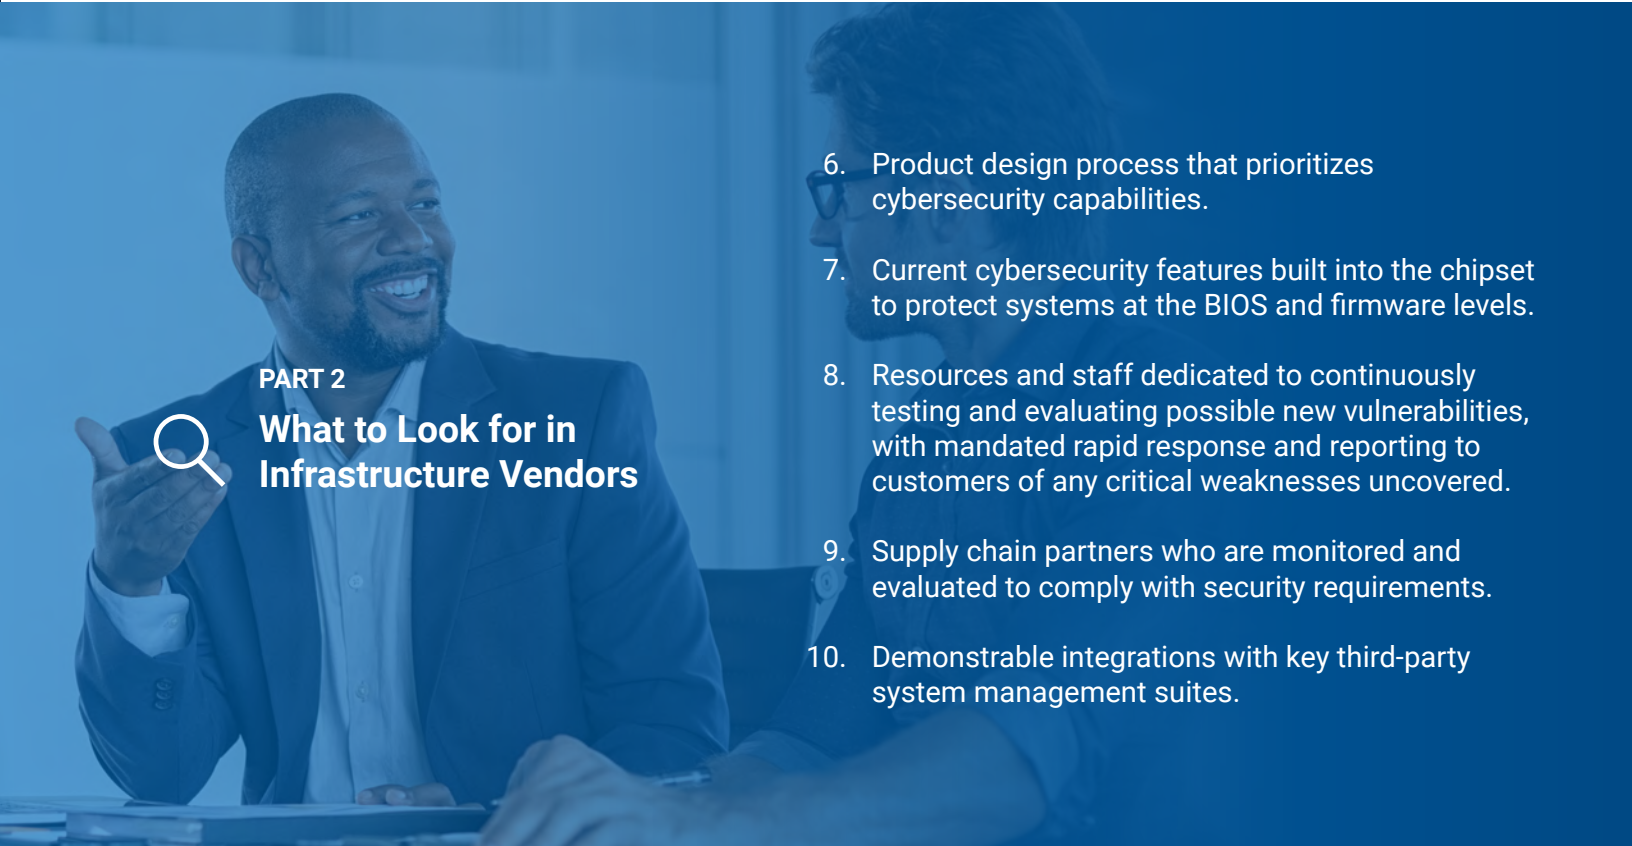 PART 2
What to Look for in
Infrastructure Vendors
6. Product design process that prioritizes
cybersecurity capabilities.
7. Current cybersecurity features built into the chipset
to protect systems at the BIOS and firmware levels.
8. Resources and staff dedicated to continuously
testing and evaluating possible new vulnerabilities,
with mandated rapid response and reporting to
customers of any critical weaknesses uncovered.
9. Supply chain partners who are monitored and
evaluated to comply with security requirements.
10. Demonstrable integrations with key third-party
system management suites.